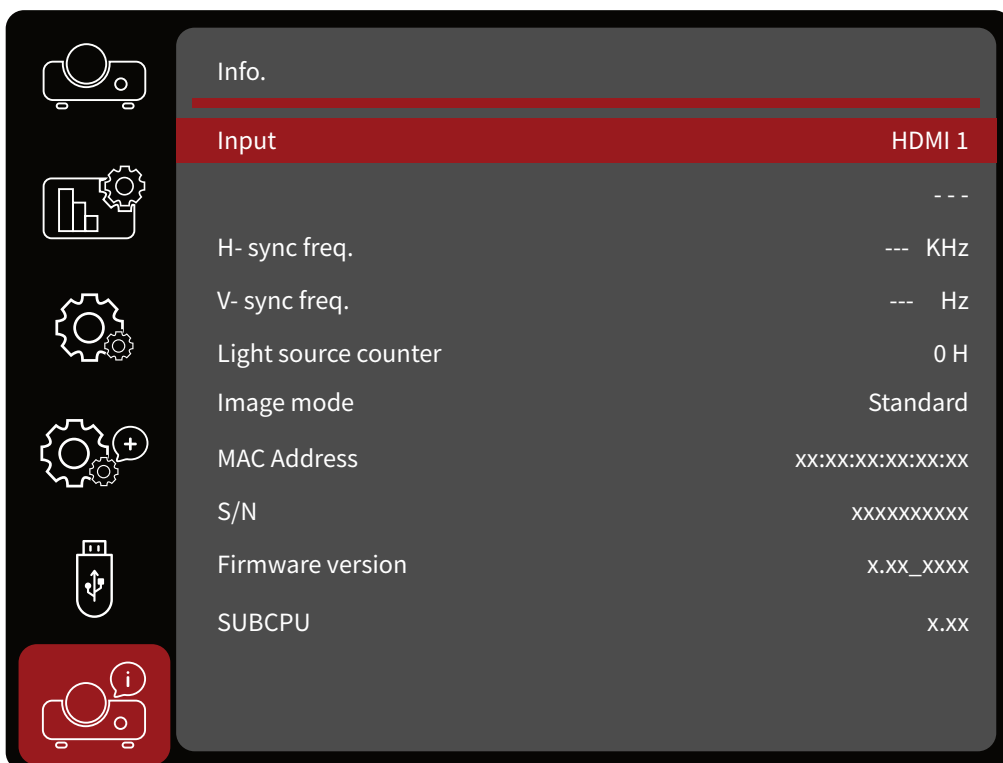 Info.
Input HDMI 1
- - -
H- sync freq. --- KHz
V- sync freq. --- Hz
Light source counter 0 H
Image mode Standard
MAC Address xx:xx:xx:xx:xx:xx
S/N xxxxxxxxxx
Firmware version x.xx_xxxx
SUBCPU x.xx